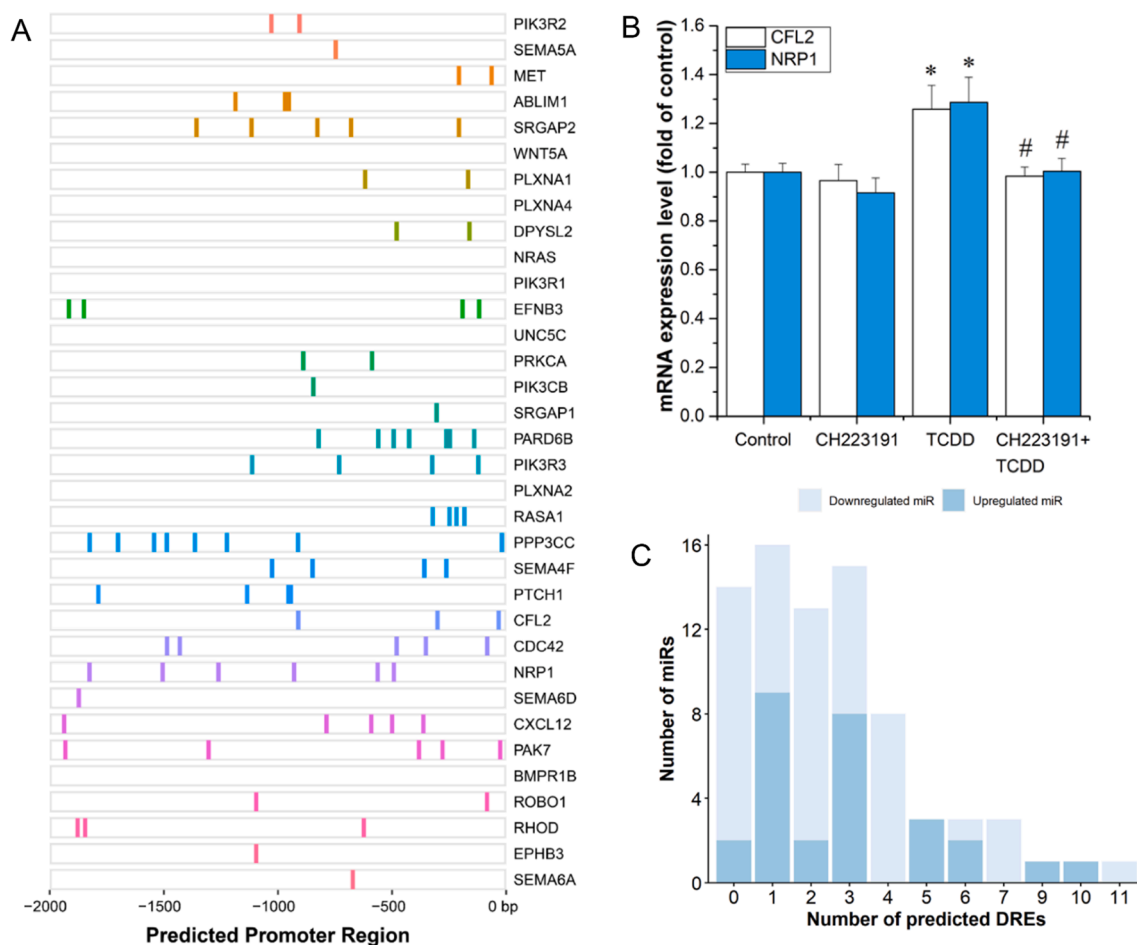 A
PIK3R2
SEMA5A
MET
ABLIM1
SRGAP2
WNT5A
PLXNA1
PLXNA4
DPYSL2
NRAS
PIK3R1
EFNB3
UNC5C
PRKCA
PIK3CB
SRGAP1
PARD6B
PIK3R3
PLXNA2
RASA1
PPP3CC
SEMA4F
PTCH1
CFL2
CDC42
NRP1
SEMA6D
CXCL12
PAK7
BMPR1B
ROBO1
RHOD
EPHB3
SEMA6A
−2000 −1500 −1000 −500 0 bp
Predicted Promoter Region
B
CFL2
NRP1
mRNA expression level (fold of control)
1.6
1.4
1.2
1.0
0.8
0.6
0.4
0.2
0.0
* *
# #
Control CH223191 TCDD CH223191+
TCDD
Downregulated miR Upregulated miR
C
Number of miRs
16
12
8
4
0
0 1 2 3 4 5 6 7 9 10 11
Number of predicted DREs